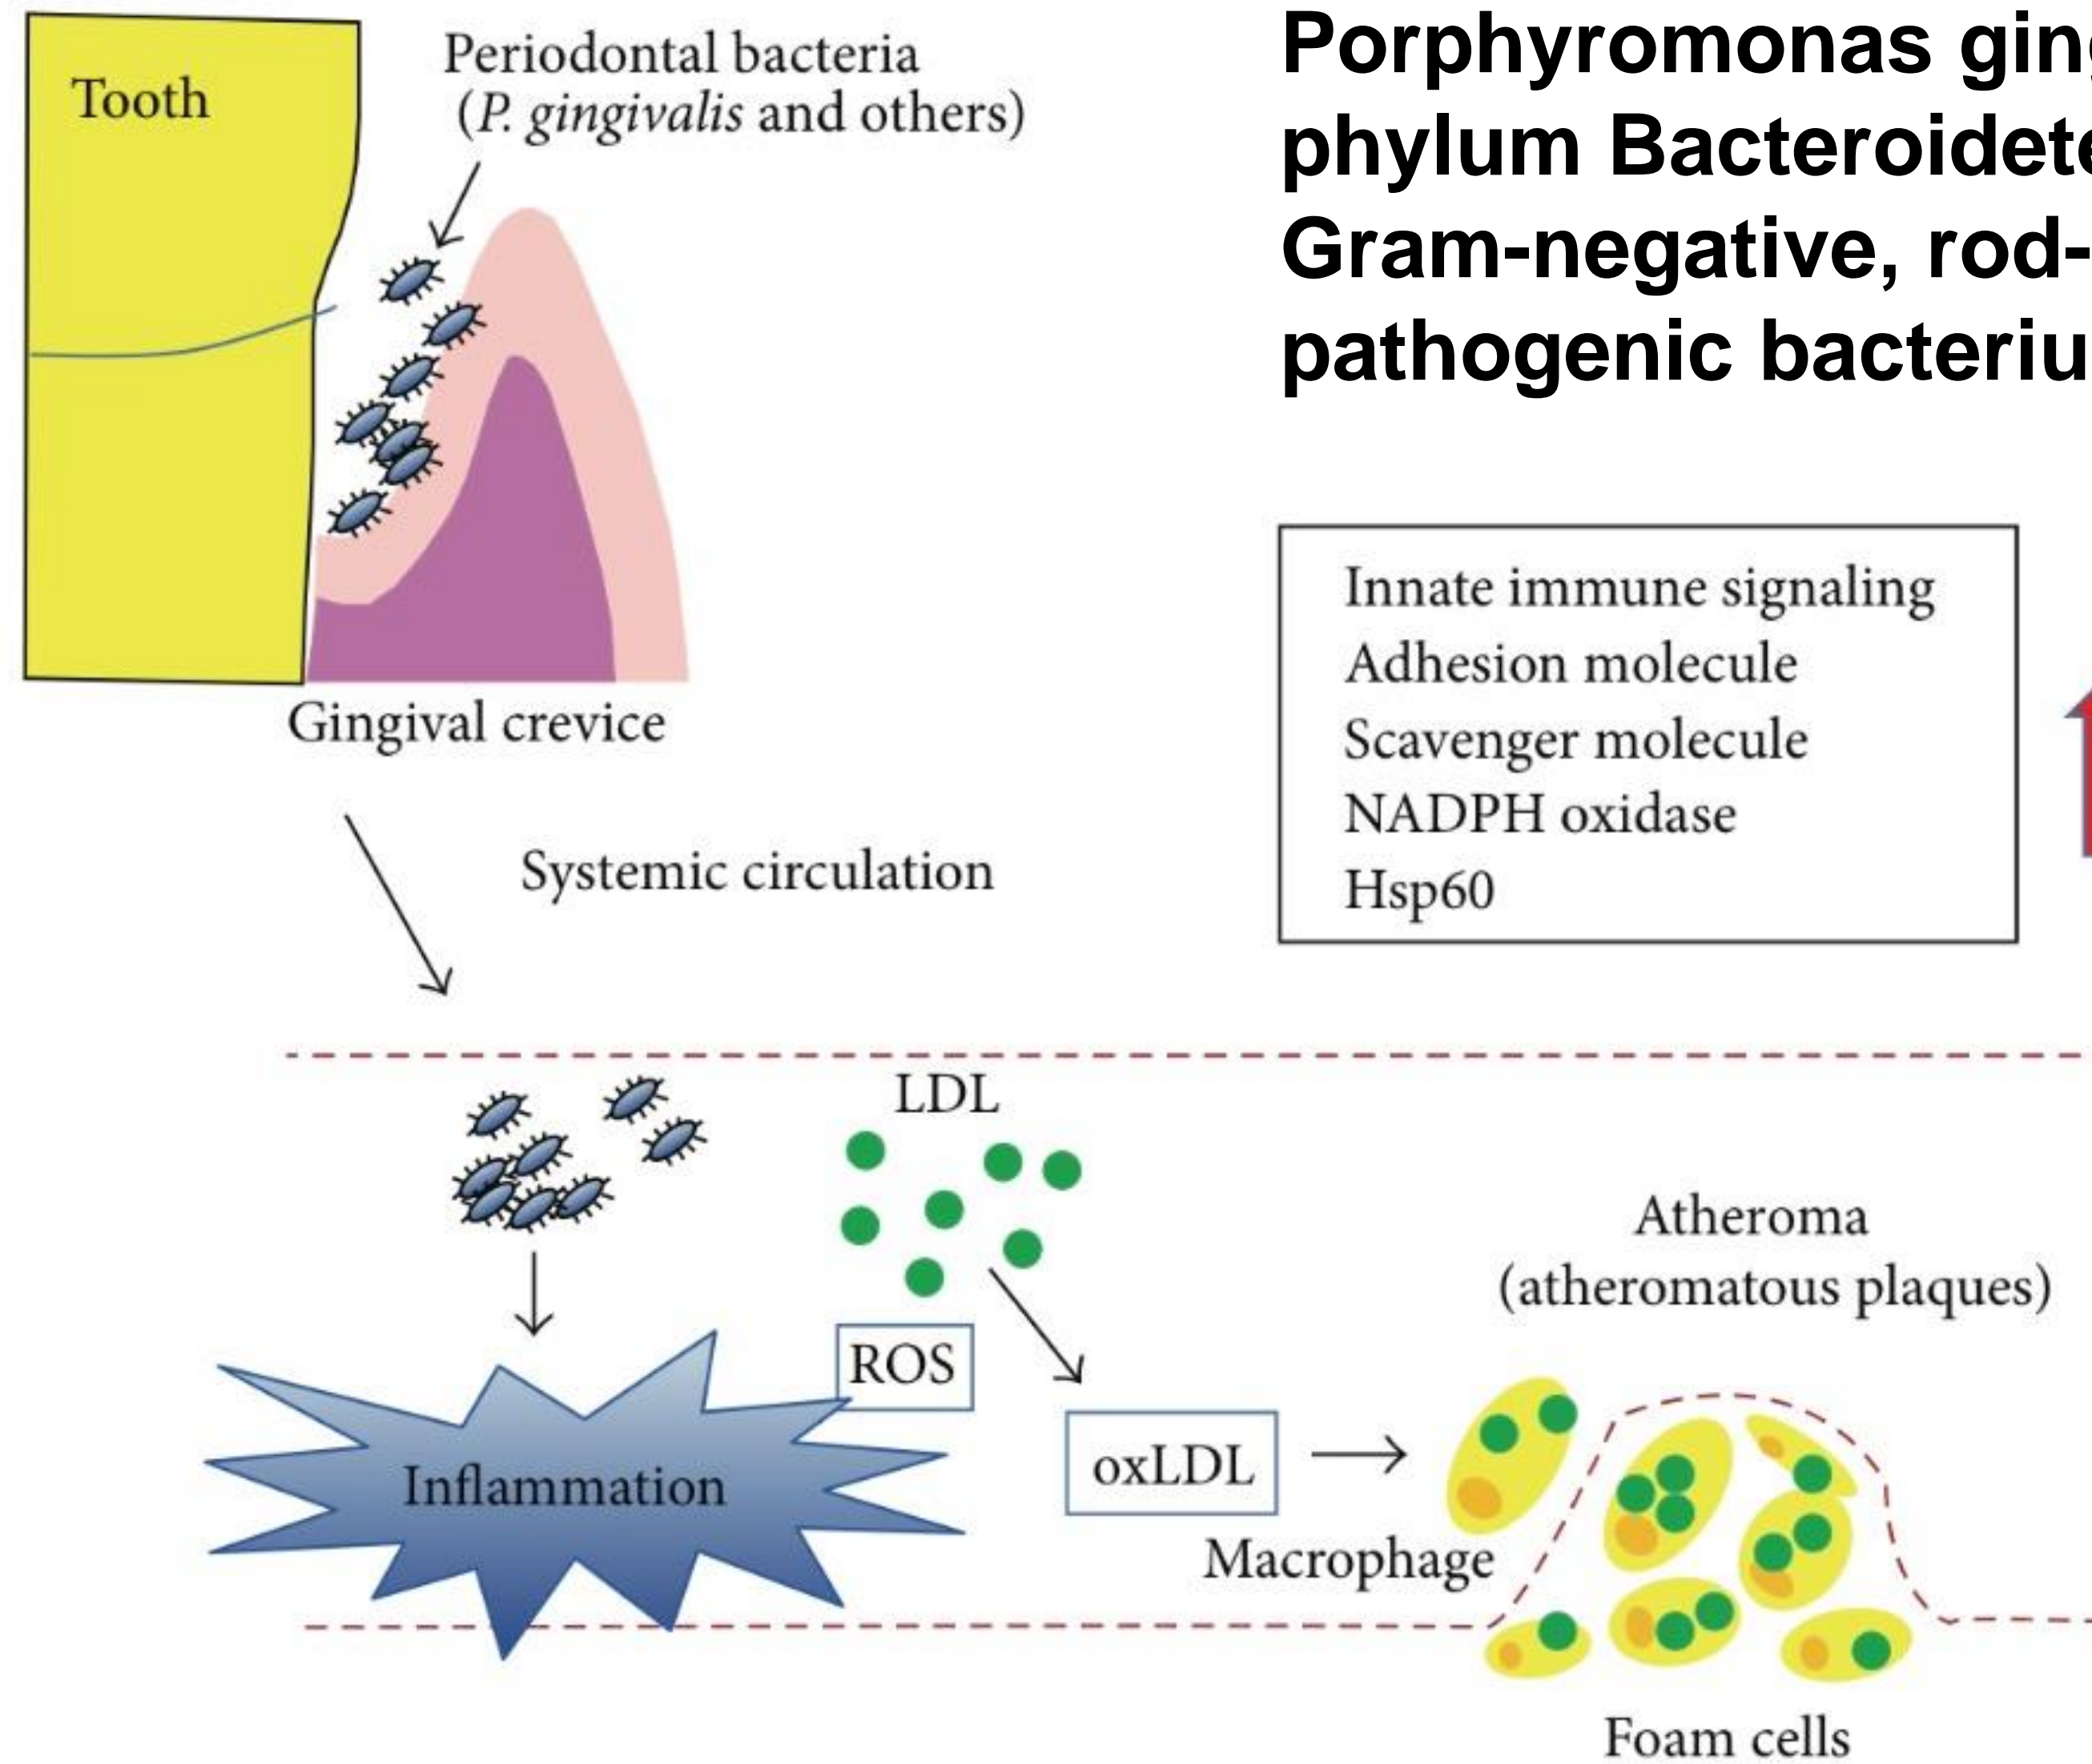 Porphyromonas ging
phylum Bacteroidete
Gram-negative, rod-
pathogenic bacteriu
Tooth
Periodontal bacteria
(P. gingivalis and others)
Gingival crevice
Systemic circulation
Innate immune signaling
Adhesion molecule
Scavenger molecule
NADPH oxidase
Hsp60
LDL
Atheroma
(atheromatous plaques)
ROS
oxLDL
Inflammation
Macrophage
Foam cells